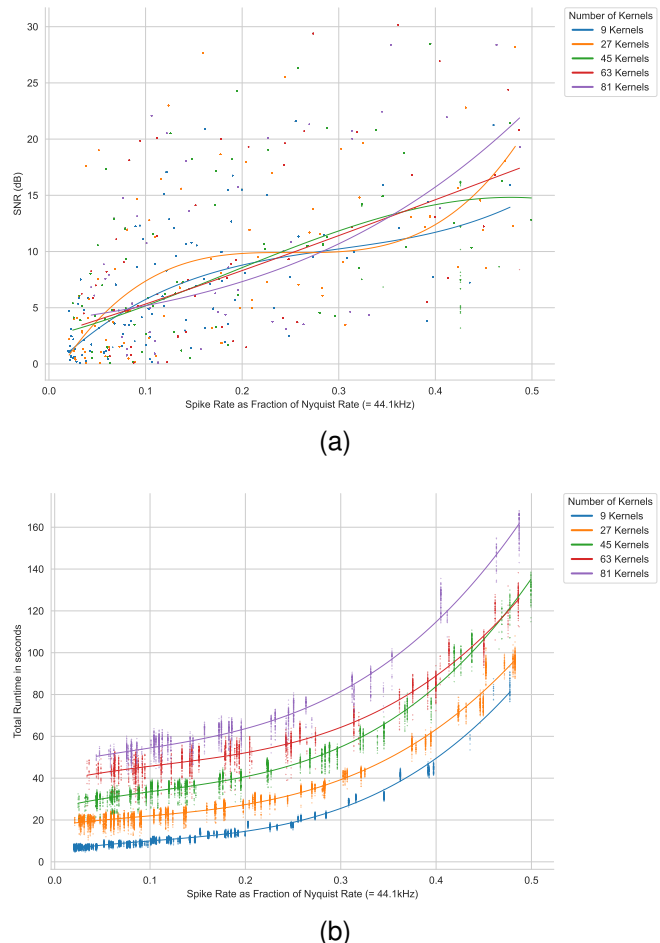 Number of Kernels
9 Kernels
27 Kernels
45 Kernels
63 Kernels
81 Kernels
30
25
20
15
10
5
0
SNR (dB)
0.0 0.1 0.2 0.3 0.4 0.5
Spike Rate as Fraction of Nyquist Rate (= 44.1kHz)
(a)
Number of Kernels
9 Kernels
27 Kernels
45 Kernels
63 Kernels
81 Kernels
160
140
120
100
80
60
40
20
0
Total Runtime in seconds
0.0 0.1 0.2 0.3 0.4 0.5
Spike Rate as Fraction of Nyquist Rate (= 44.1kHz)
(b)